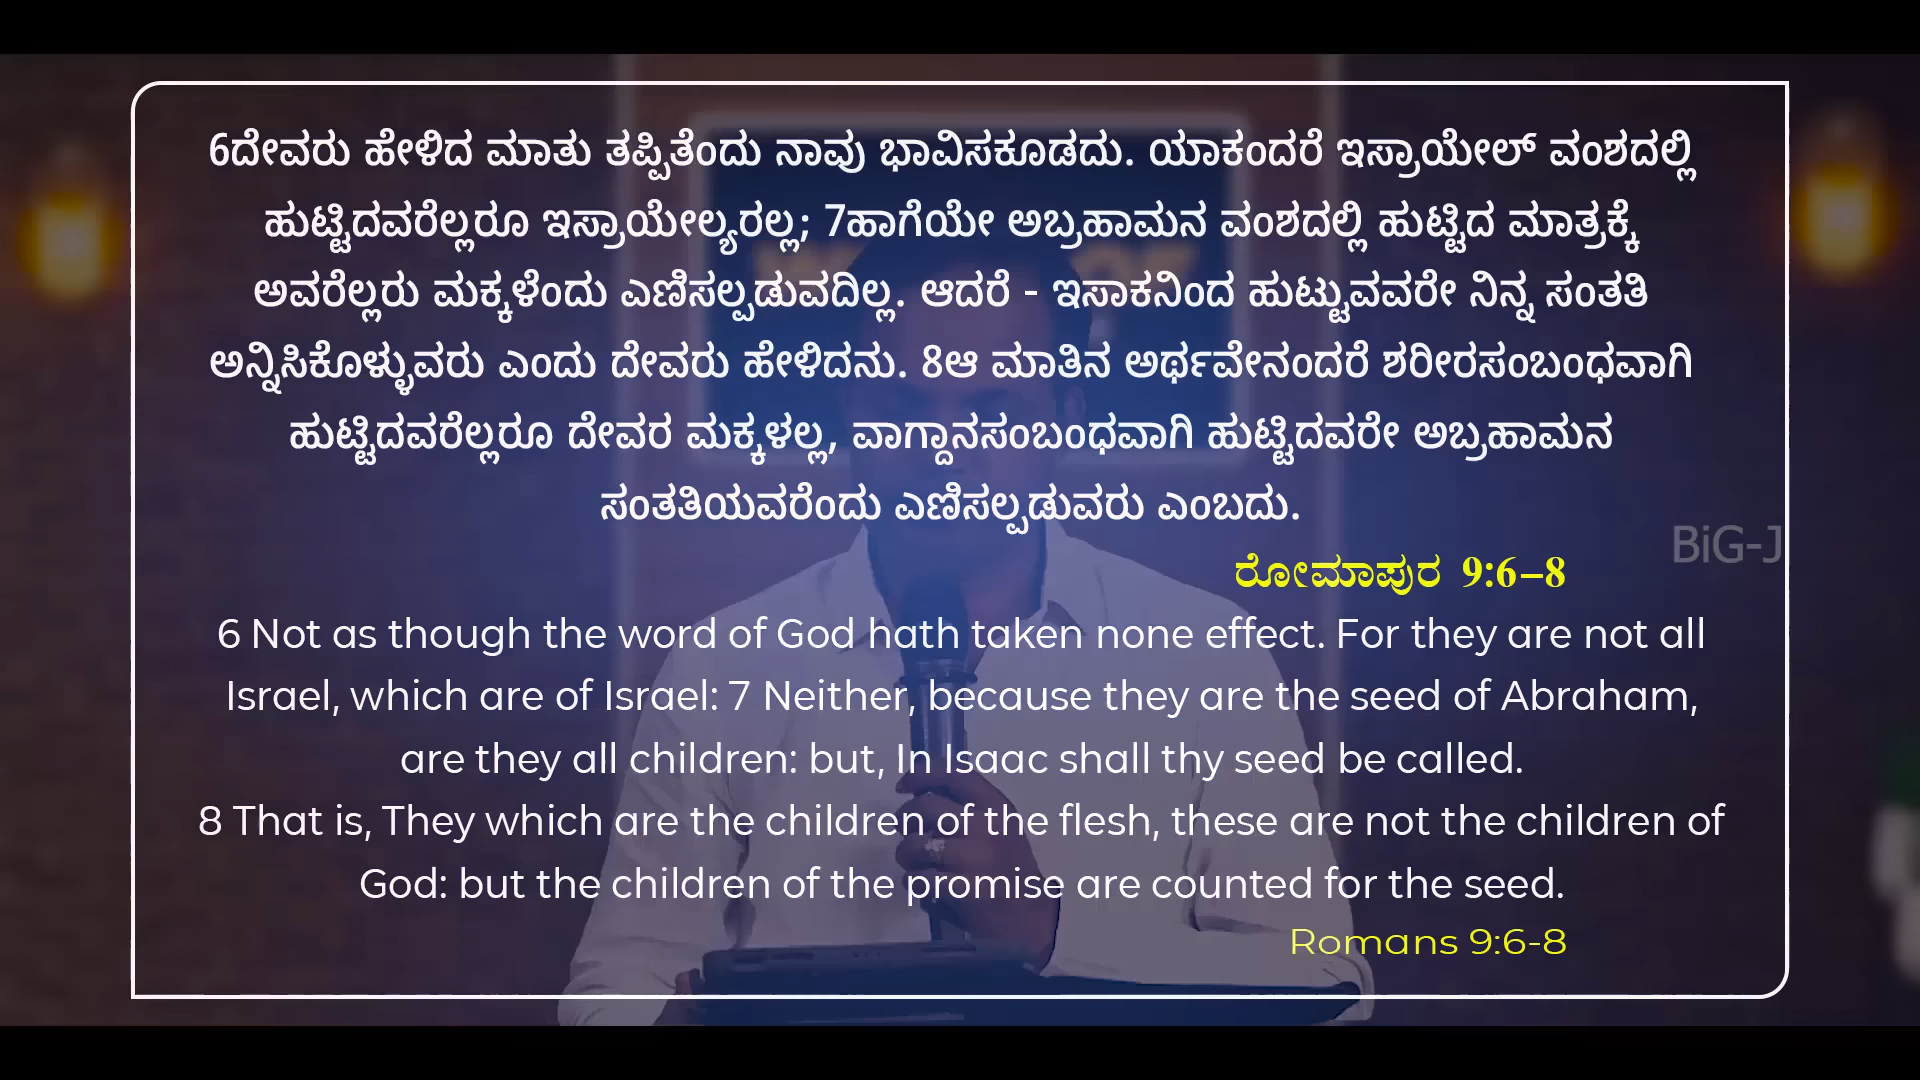 6ದೇವರು ಹೇಳಿದ ಮಾತು ತಪ್ಪಿತೆಂದು ನಾವು ಭಾವಿಸಕೂಡದು. ಯಾಕಂದರೆ ಇಸ್ರಾಯೇಲ್ ವಂಶದಲ್ಲಿ
ಹುಟ್ಟಿದವರೆಲ್ಲರೂ ಇಸ್ರಾಯೇಲ್ಯರಲ್ಲ; 7ಹಾಗೆಯೇ ಅಬ್ರಹಾಮನ ವಂಶದಲ್ಲಿ ಹುಟ್ಟಿದ ಮಾತ್ರಕ್ಕೆ
ಅವರೆಲ್ಲರು ಮಕ್ಕಳೆಂದು ಎಣಿಸಲ್ಪಡುವದಿಲ್ಲ. ಆದರೆ - ಇಸಾಕನಿಂದ ಹುಟ್ಟುವವರೇ ನಿನ್ನ ಸಂತತಿ
ಅನ್ನಿಸಿಕೊಳ್ಳುವರು ಎಂದು ದೇವರು ಹೇಳಿದನು. 8ಆ ಮಾತಿನ ಅರ್ಥವೇನಂದರೆ ಶರೀರಸಂಬಂಧವಾಗಿ
ಹುಟ್ಟಿದವರೆಲ್ಲರೂ ದೇವರ ಮಕ್ಕಳಲ್ಲ, ವಾಗ್ದಾನಸಂಬಂಧವಾಗಿ ಹುಟ್ಟಿದವರೇ ಅಬ್ರಹಾಮನ
ಸಂತತಿಯವರೆಂದು ಎಣಿಸಲ್ಪಡುವರು ಎಂಬದು.
BiG-J
ರೋಮಾಪುರ 9:6–8
6 Not as though the word of God hath taken none effect. For they are not all
Israel, which are of Israel: 7 Neither, because they are the seed of Abraham,
are they all children: but, In Isaac shall thy seed be called.
8 That is, They which are the children of the flesh, these are not the children of
God: but the children of the promise are counted for the seed.
Romans 9:6-8